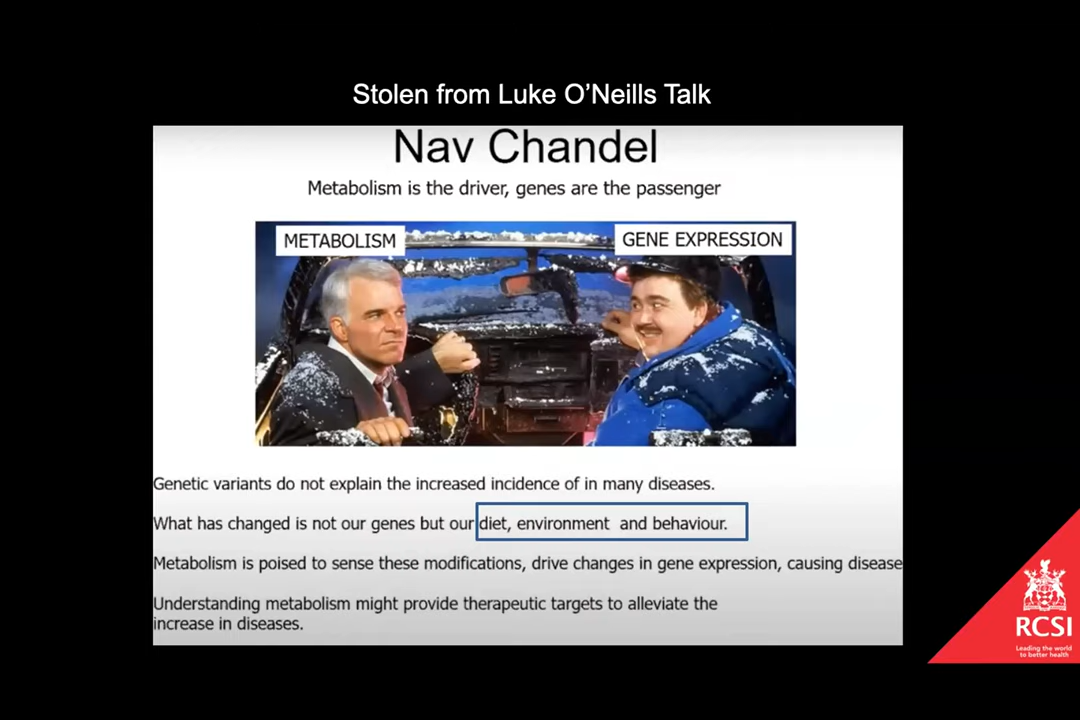 Stolen from Luke O'Neills Talk
Nav Chandel
Metabolism is the driver, genes are the passenger
METABOLISM
GENE EXPRESSION
Genetic variants do not explain the increased incidence of in many diseases.
What has changed is not our genes but our diet, environment and behaviour.
Metabolism is poised to sense these modifications, drive changes in gene expression, causing disease
Understanding metabolism might provide therapeutic targets to alleviate the
increase in diseases.
RCSI
Leading the world
to better health